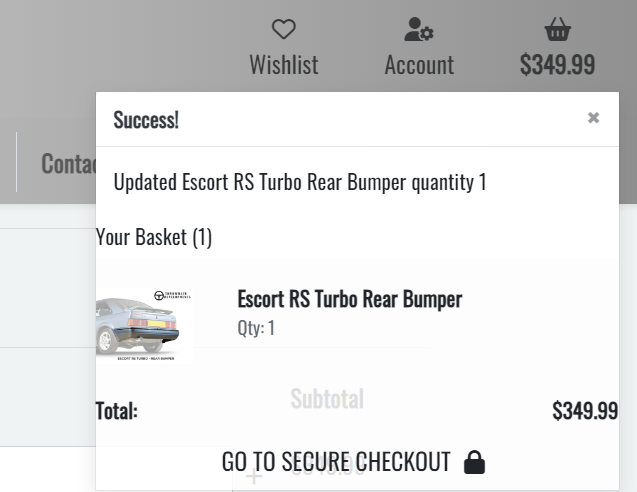 Wishlist
Account
$349.99
Success!
×
Contac
Updated Escort RS Turbo Rear Bumper quantity 1
Your Basket (1)
Escort RS Turbo Rear Bumper
Qty: 1
ESCORT RS TURBO - REAR BUMPER
Subtotal
Total:
$349.99
GO TO SECURE CHECKOUT
+